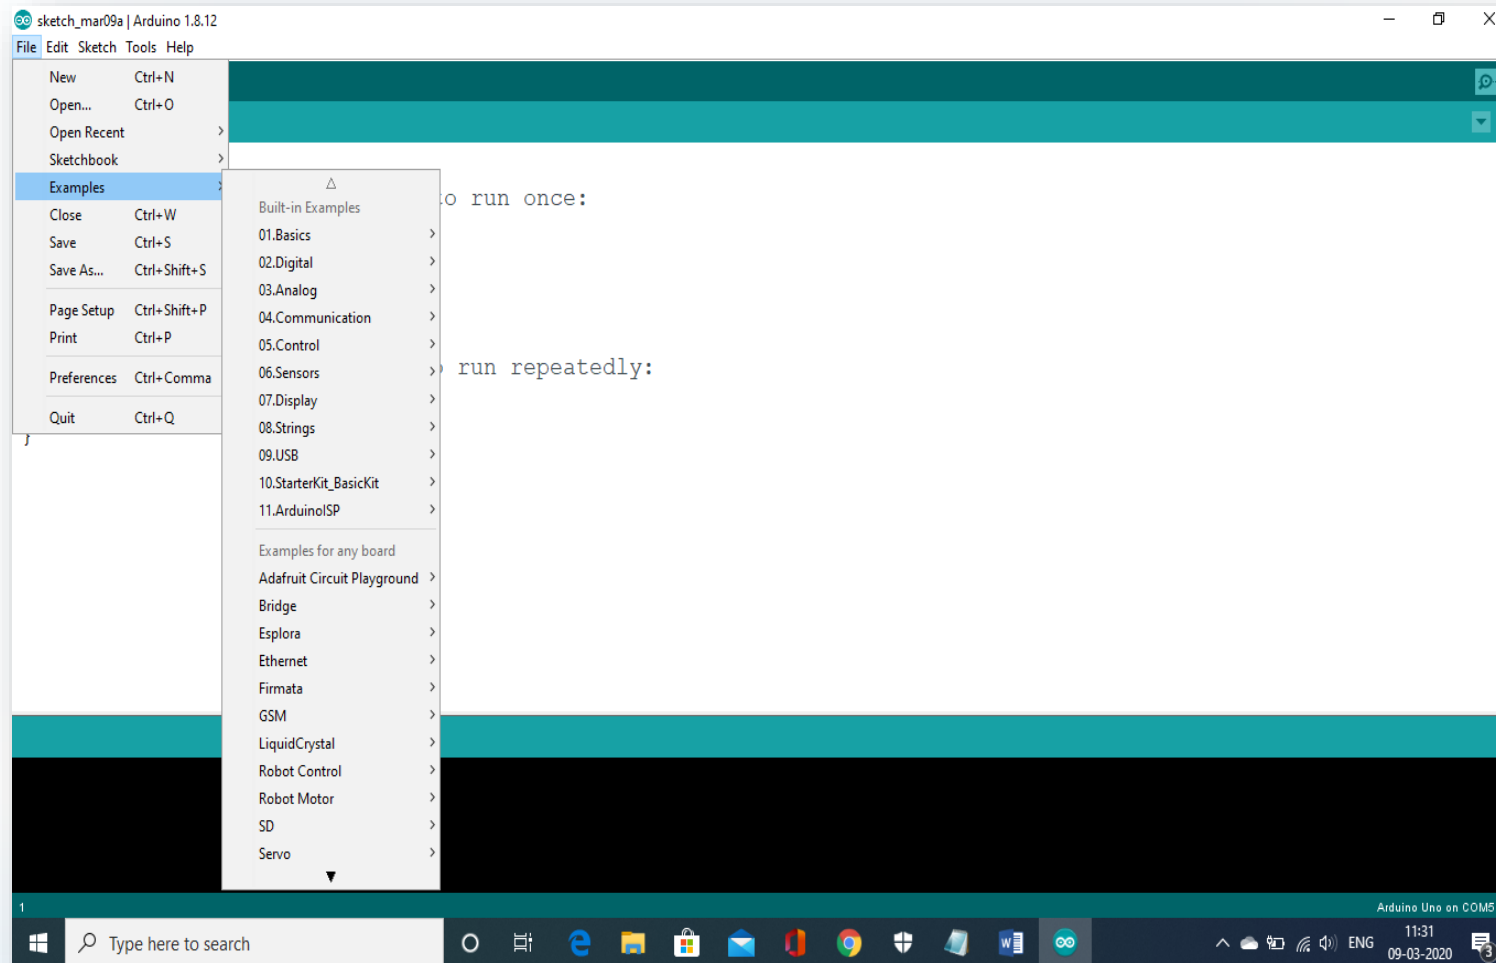 sketch_mar09a | Arduino 1.8.12
File Edit Sketch Tools Help
New Ctrl+N
Open... Ctrl+O
Open Recent
Sketchbook
Examples
Close Ctrl+W
Save Ctrl+S
Save As... Ctrl+Shift+S
Page Setup Ctrl+Shift+P
Print Ctrl+P
Preferences Ctrl+Comma
Quit Ctrl+Q
Built-in Examples
01.Basics
02.Digital
03.Analog
04.Communication
05.Control
06.Sensors
07.Display
08.Strings
09.USB
10.StarterKit_BasicKit
11.ArduinoISP
Examples for any board
Adafruit Circuit Playground
Bridge
Esplora
Ethernet
Firmata
GSM
LiquidCrystal
Robot Control
Robot Motor
SD
Servo
run once:
run repeatedly:
}
1 Arduino Uno on COM5
Type here to search
ENG
11:31
09-03-2020
3